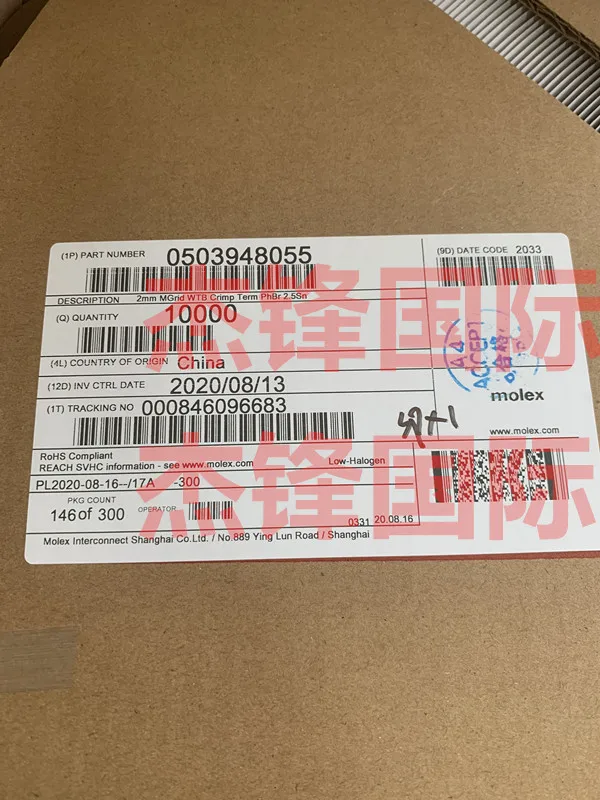 (1P) PART NUMBER 0503948055
(9D) DATE CODE 2033
DESCRIPTION 2mm MGrid WTB Crimp Term PhBr 2.5Sn
(Q) QUANTITY 10000
杰锋国际
(4L) COUNTRY OF ORIGIN China
(12D) INV CTRL DATE 2020/08/13
A4
ACCEPT
合格
molex
(1T) TRACKING NO 000846096683
www.molex.com
RoHS Compliant
REACH SVHC information - see www.molex.com Low-Halogen
PL2020-08-16--/17A -300
杰锋国际
PKG COUNT
146 of 300 OPERATOR
0331 20.08.16
Molex Interconnect Shanghai Co.Ltd. / No.889 Ying Lun Road / Shanghai